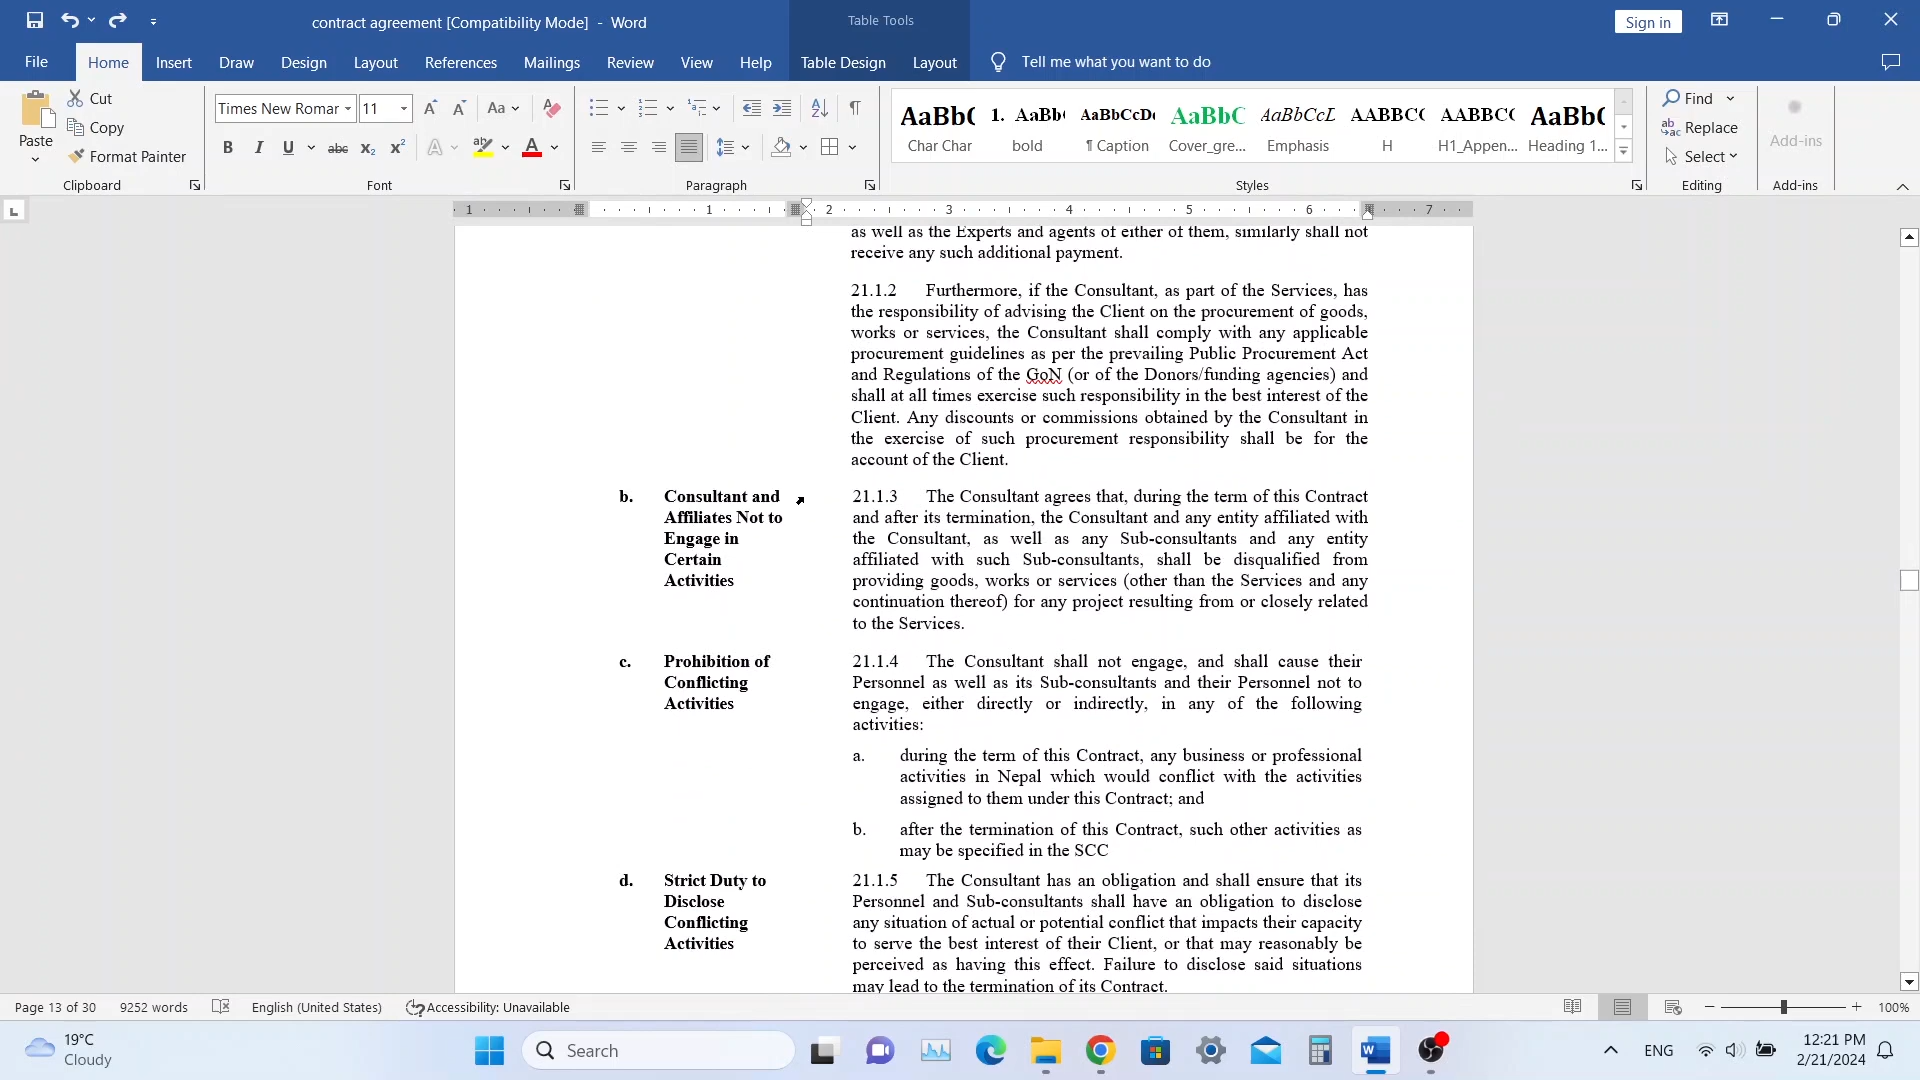 contract agreement [Compatibility Mode] - Word
Table Tools
Sign in
File Home Insert Draw Design Layout References Mailings Review View Help Table Design Layout Tell me what you want to do
Paste
Cut
Copy
Format Painter
Clipboard
Times New Roman 11
Font
Paragraph
AaBbC Char Char
1. AaBb bold
AaBbCcD ¶ Caption
AaBbC Cover_gre...
AaBbCcL Emphasis
AABBC H
AABBC H1_Appen...
AaBb Heading 1...
Styles
Find
Replace
Select
Editing
Add-ins
Add-ins
1 1 2 3 4 5 6 7
as well as the Experts and agents of either of them, similarly shall not
receive any such additional payment.
21.1.2 Furthermore, if the Consultant, as part of the Services, has
the responsibility of advising the Client on the procurement of goods,
works or services, the Consultant shall comply with any applicable
procurement guidelines as per the prevailing Public Procurement Act
and Regulations of the GoN (or of the Donors/funding agencies) and
shall at all times exercise such responsibility in the best interest of the
Client. Any discounts or commissions obtained by the Consultant in
the exercise of such procurement responsibility shall be for the
account of the Client.
b. Consultant and
Affiliates Not to
Engage in
Certain
Activities
21.1.3 The Consultant agrees that, during the term of this Contract
and after its termination, the Consultant and any entity affiliated with
the Consultant, as well as any Sub-consultants and any entity
affiliated with such Sub-consultants, shall be disqualified from
providing goods, works or services (other than the Services and any
continuation thereof) for any project resulting from or closely related
to the Services.
c. Prohibition of
Conflicting
Activities
21.1.4 The Consultant shall not engage, and shall cause their
Personnel as well as its Sub-consultants and their Personnel not to
engage, either directly or indirectly, in any of the following
activities:
a. during the term of this Contract, any business or professional
activities in Nepal which would conflict with the activities
assigned to them under this Contract; and
b. after the termination of this Contract, such other activities as
may be specified in the SCC
d. Strict Duty to
Disclose
Conflicting
Activities
21.1.5 The Consultant has an obligation and shall ensure that its
Personnel and Sub-consultants shall have an obligation to disclose
any situation of actual or potential conflict that impacts their capacity
to serve the best interest of their Client, or that may reasonably be
perceived as having this effect. Failure to disclose said situations
may lead to the termination of its Contract.
Page 13 of 30 9252 words English (United States) Accessibility: Unavailable 100%
19°C
Cloudy
Search
ENG
12:21 PM
2/21/2024